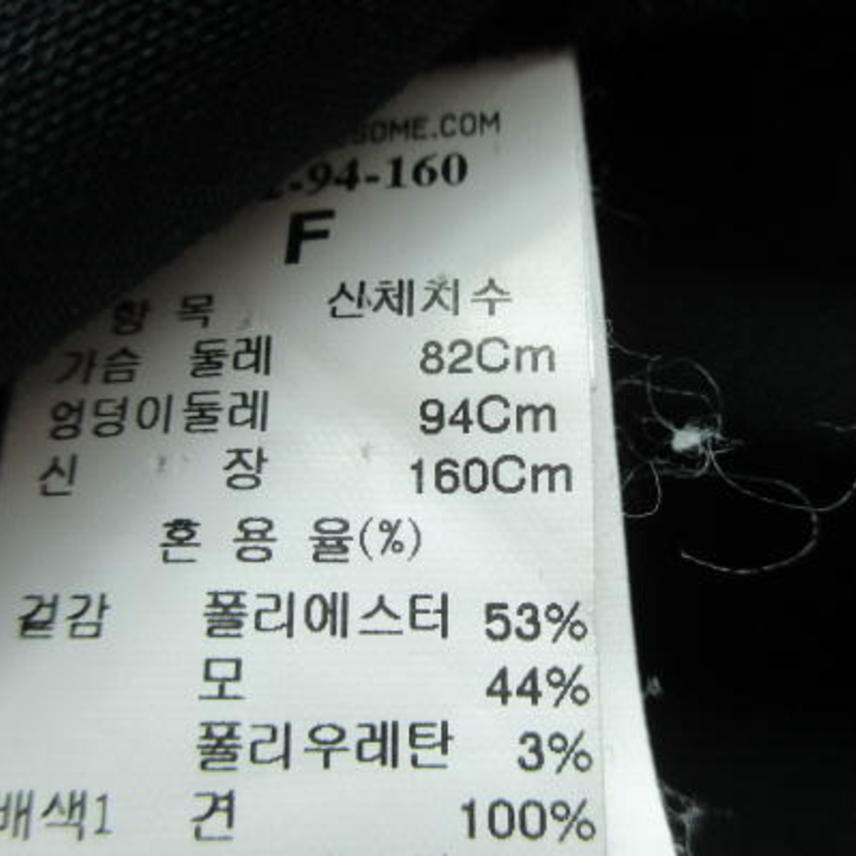 SOME.COM
-94-160
F
항 목 신체치수
가슴 둘레 82Cm
엉덩이둘레 94Cm
신 장 160Cm
혼 용 율(%)
겉감 폴리에스터 53%
모 44%
폴리우레탄 3%
배색1 견 100%